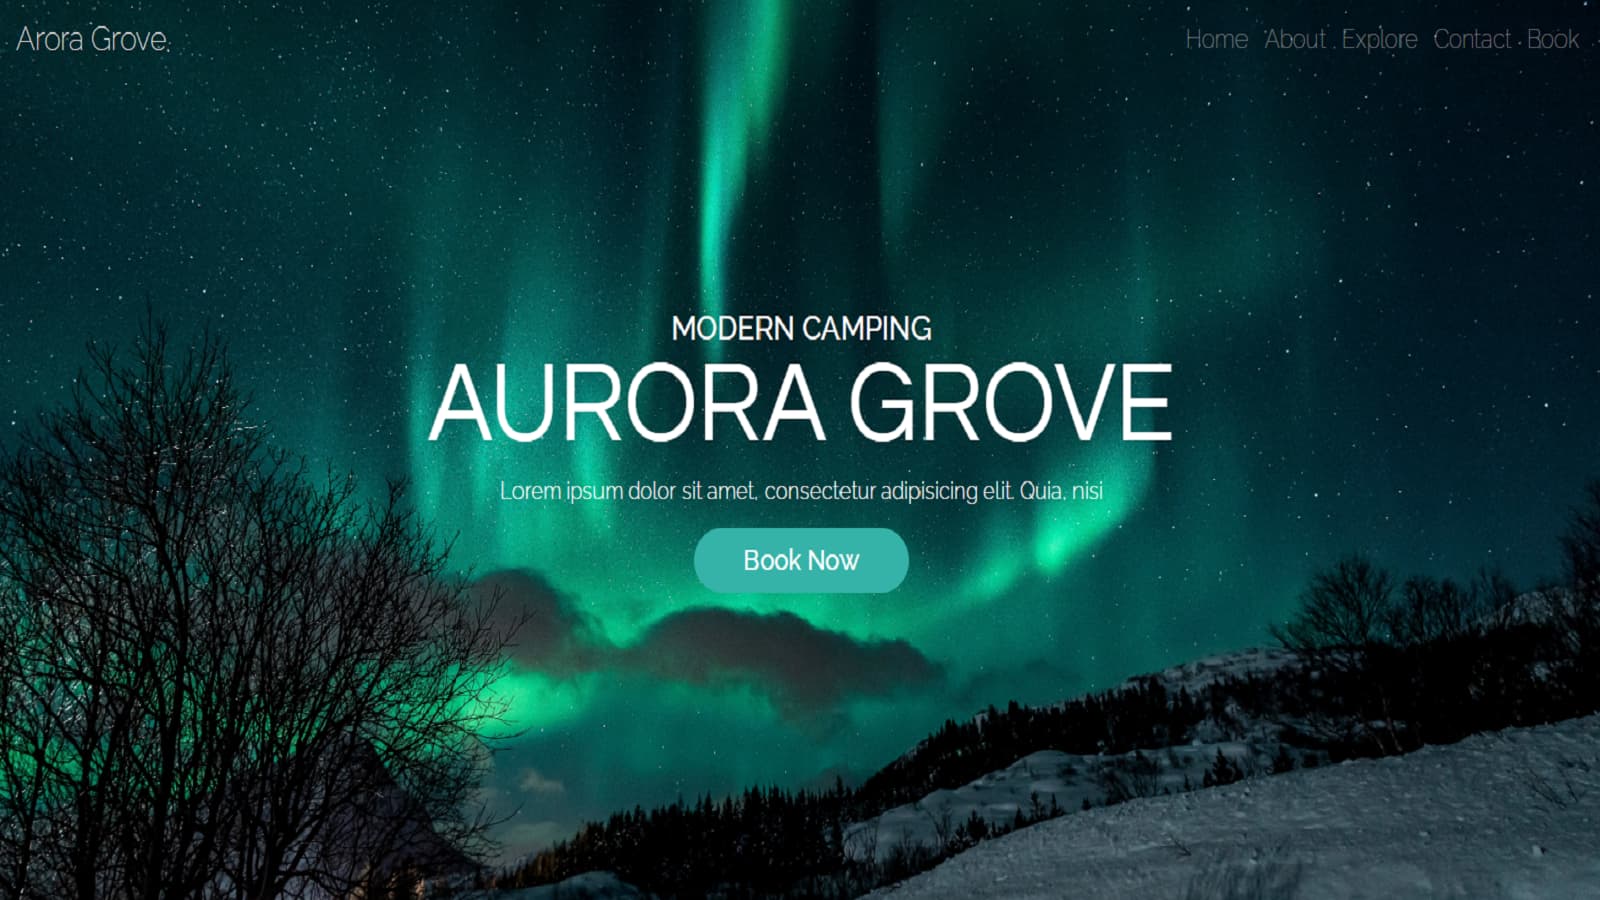 Arora Grove.
Home About Explore Contact Book
MODERN CAMPING
AURORA GROVE
Lorem ipsum dolor sit amet, consectetur adipisicing elit. Quia, nisi
Book Now